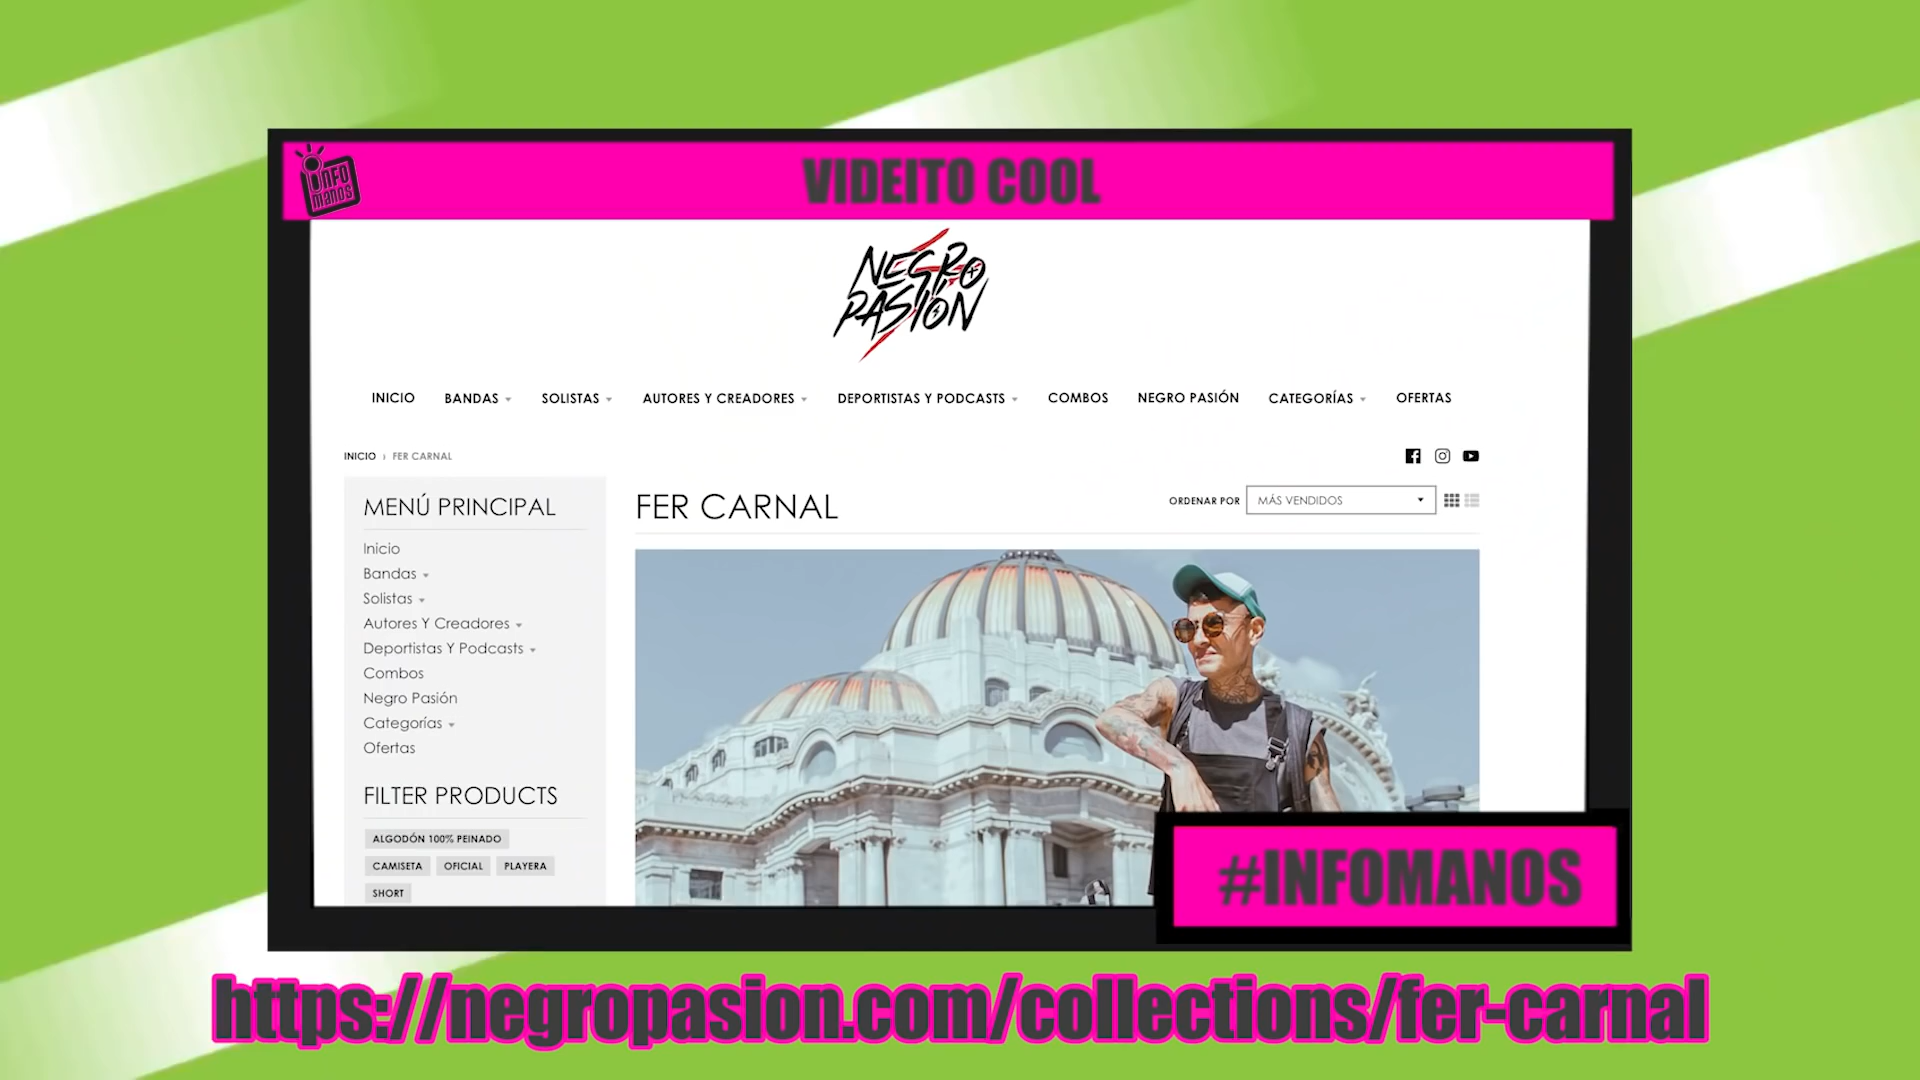 INFO
manos
VIDEITO COOL
NEGRO
PASIÓN
INICIO BANDAS SOLISTAS AUTORES Y CREADORES DEPORTISTAS Y PODCASTS COMBOS NEGRO PASIÓN CATEGORÍAS OFERTAS
INICIO › FER CARNAL
MENÚ PRINCIPAL
Inicio
Bandas
Solistas
Autores Y Creadores
Deportistas Y Podcasts
Combos
Negro Pasión
Categorías
Ofertas
FILTER PRODUCTS
ALGODÓN 100% PEINADO
CAMISETA OFICIAL PLAYERA
SHORT
FER CARNAL
ORDENAR POR MÁS VENDIDOS
#INFOMANOS
https://negropasion.com/collections/fer-carnal